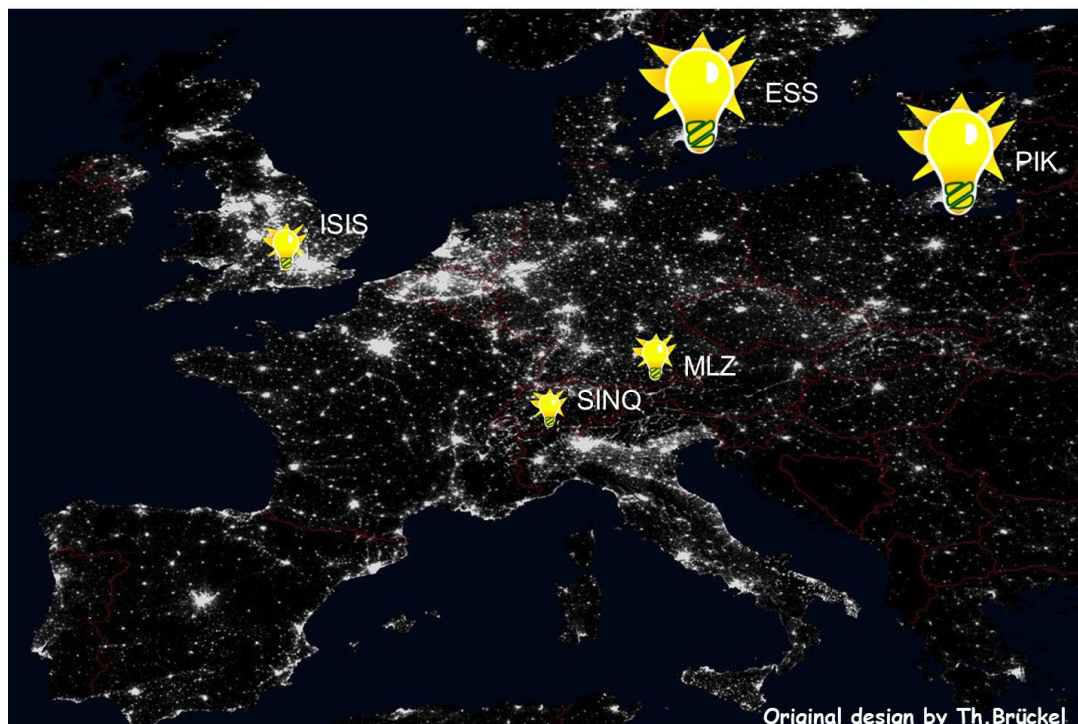 ESS
PIK
ISIS
MLZ
SINQ
Original design by Th.Brückel